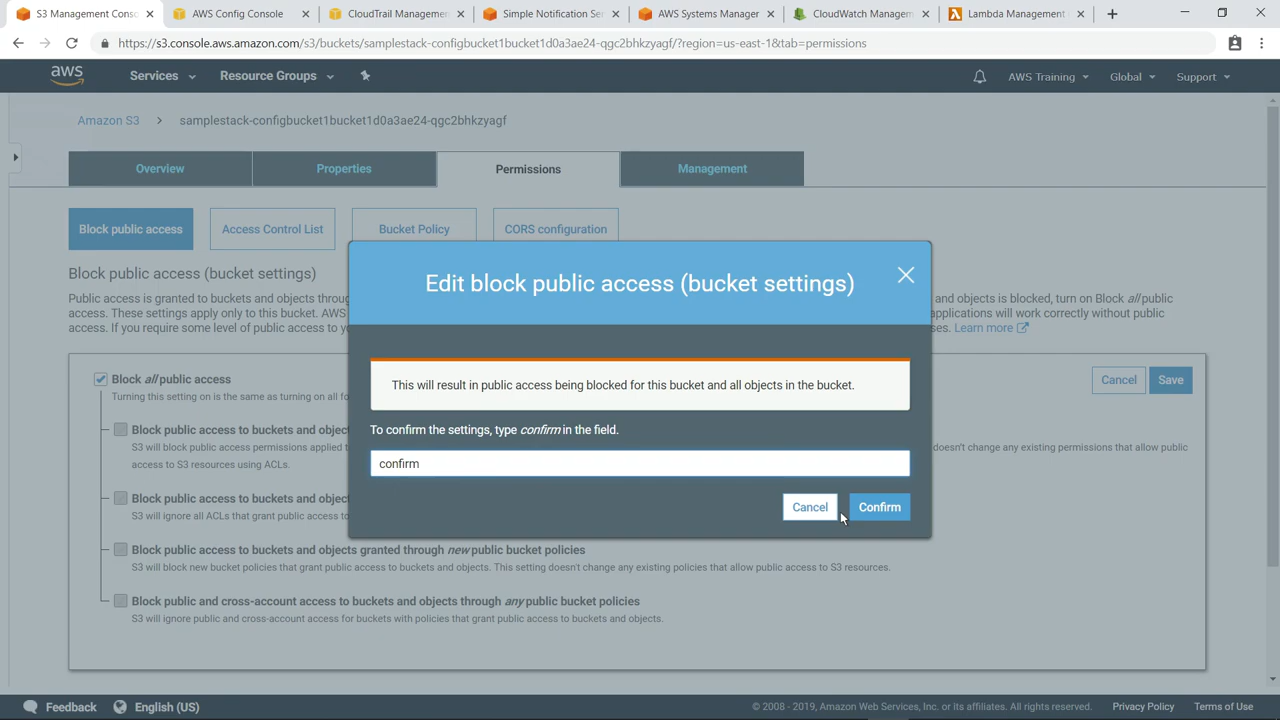 S3 Management Consc
AWS Config Console
CloudTrail Managemen
Simple Notification Se
AWS Systems Manager
CloudWatch Managem
Lambda Management
https://s3.console.aws.amazon.com/s3/buckets/samplestack-configbucket1bucket1d0a3ae24-qgc2bhkzyagf/?region=us-east-1&tab=permissions
aws Services Resource Groups AWS Training Global Support
Amazon S3 > samplestack-configbucket1bucket1d0a3ae24-qgc2bhkzyagf
Overview Properties Permissions Management
Block public access Access Control List Bucket Policy CORS configuration
Block public access (bucket settings)
Public access is granted to buckets and objects throu
and objects is blocked, turn on Block all public
access. These settings apply only to this bucket. AWS
applications will work correctly without public
access. If you require some level of public access to yo
ses. Learn more
Edit block public access (bucket settings)
This will result in public access being blocked for this bucket and all objects in the bucket.
To confirm the settings, type confirm in the field.
confirm
Cancel Confirm
Block all public access
Turning this setting on is the same as turning on all fo
Cancel Save
Block public access to buckets and objec
S3 will block public access permissions applied t
doesn't change any existing permissions that allow public
access to S3 resources using ACLs.
Block public access to buckets and objec
S3 will ignore all ACLs that grant public access to
Block public access to buckets and objects granted through new public bucket policies
S3 will block new bucket policies that grant public access to buckets and objects. This setting doesn't change any existing policies that allow public access to S3 resources.
Block public and cross-account access to buckets and objects through any public bucket policies
S3 will ignore public and cross-account access for buckets with policies that grant public access to buckets and objects.
Feedback English (US) © 2008 - 2019, Amazon Web Services, Inc. or its affiliates. All rights reserved. Privacy Policy Terms of Use